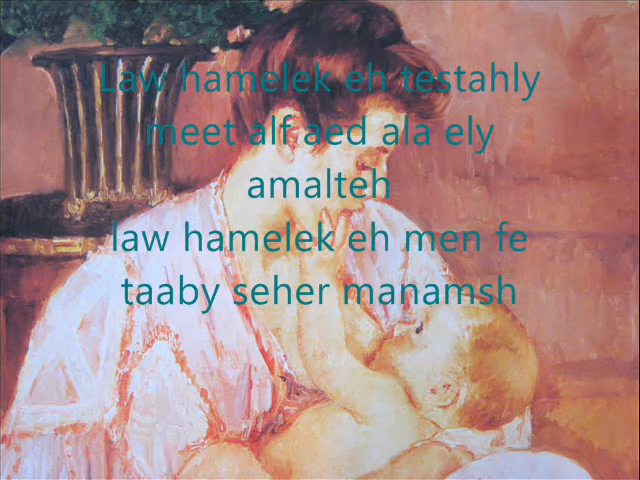 Law hamelek eh testahly
meet alf aed ala ely
amalteh
law hamelek eh men fe
taaby seher manamsh